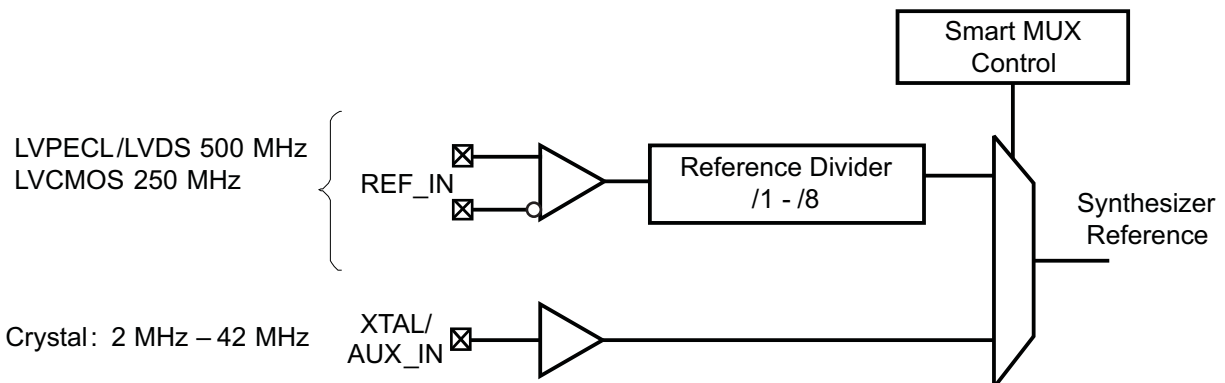 Smart MUX
Control
LVPECL/LVDS 500 MHz
LVCMOS 250 MHz
REF_IN
Reference Divider
/1 - /8
Synthesizer
Reference
Crystal: 2 MHz – 42 MHz
XTAL/
AUX_IN